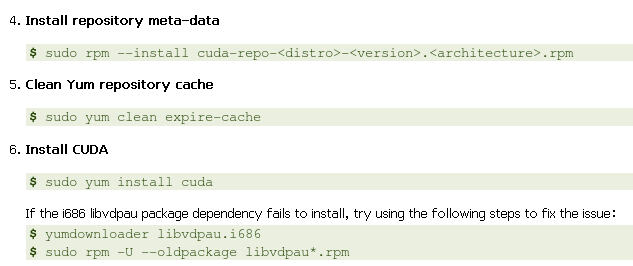 4. Install repository meta-data
$ sudo rpm --install cuda-repo-<distro>-<version>.<architecture>.rpm
5. Clean Yum repository cache
$ sudo yum clean expire-cache
6. Install CUDA
$ sudo yum install cuda
If the i686 libvdpau package dependency fails to install, try using the following steps to fix the issue:
$ yumdownloader libvdpau.i686
$ sudo rpm -U --oldpackage libvdpau*.rpm